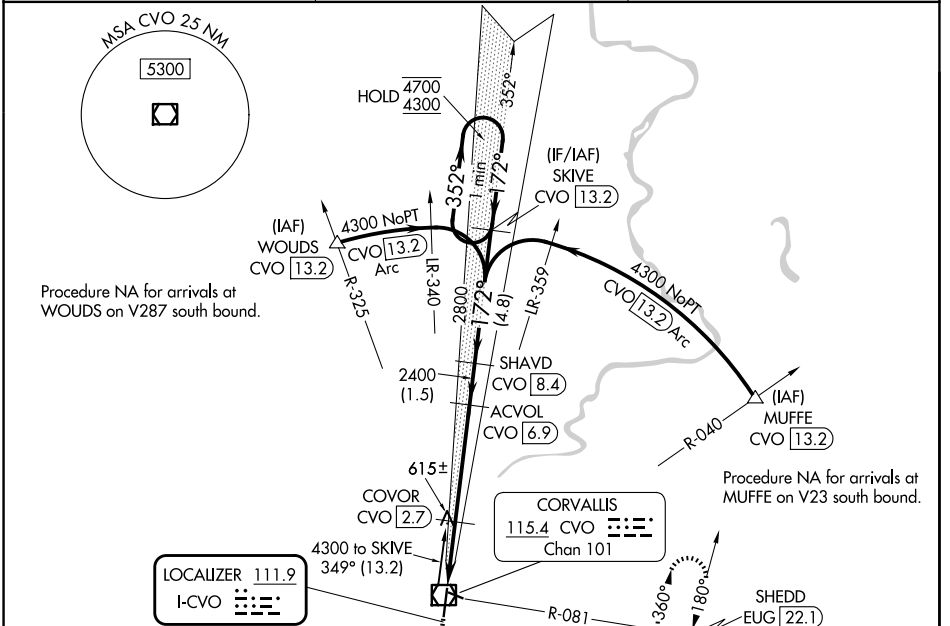 MSA CVO 25 NM
5300
HOLD 4700
4300
352°
352°
1 min
172°
(IF/IAF)
SKIVE
CVO 13.2
(IAF)
WOUDS
CVO 13.2
4300 NoPT
CVO 13.2
Arc
R-325
LR-340
2800
172°
(4.8)
LR-359
4300 NoPT
CVO 13.2 Arc
Procedure NA for arrivals at
WOUDS on V287 south bound.
SHAVD
CVO 8.4
2400
(1.5)
ACVOL
CVO 6.9
R-040
(IAF)
MUFFE
CVO 13.2
Procedure NA for arrivals at
MUFFE on V23 south bound.
615±
COVOR
CVO 2.7
CORVALLIS
115.4 CVO
Chan 101
4300 to SKIVE
349° (13.2)
LOCALIZER 111.9
I-CVO
R-081
360°
180°
SHEDD
EUG 22.1